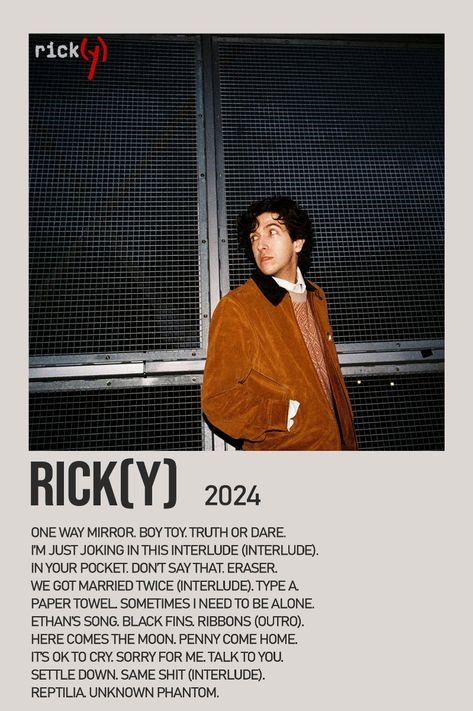 rick(y)
RICK(Y) 2024
ONE WAY MIRROR. BOY TOY. TRUTH OR DARE.
I'M JUST JOKING IN THIS INTERLUDE (INTERLUDE).
IN YOUR POCKET. DON'T SAY THAT. ERASER.
WE GOT MARRIED TWICE (INTERLUDE). TYPE A.
PAPER TOWEL. SOMETIMES I NEED TO BE ALONE.
ETHAN'S SONG. BLACK FINS. RIBBONS (OUTRO).
HERE COMES THE MOON. PENNY COME HOME.
IT'S OK TO CRY. SORRY FOR ME. TALK TO YOU.
SETTLE DOWN. SAME SHIT (INTERLUDE).
REPTILIA. UNKNOWN PHANTOM.